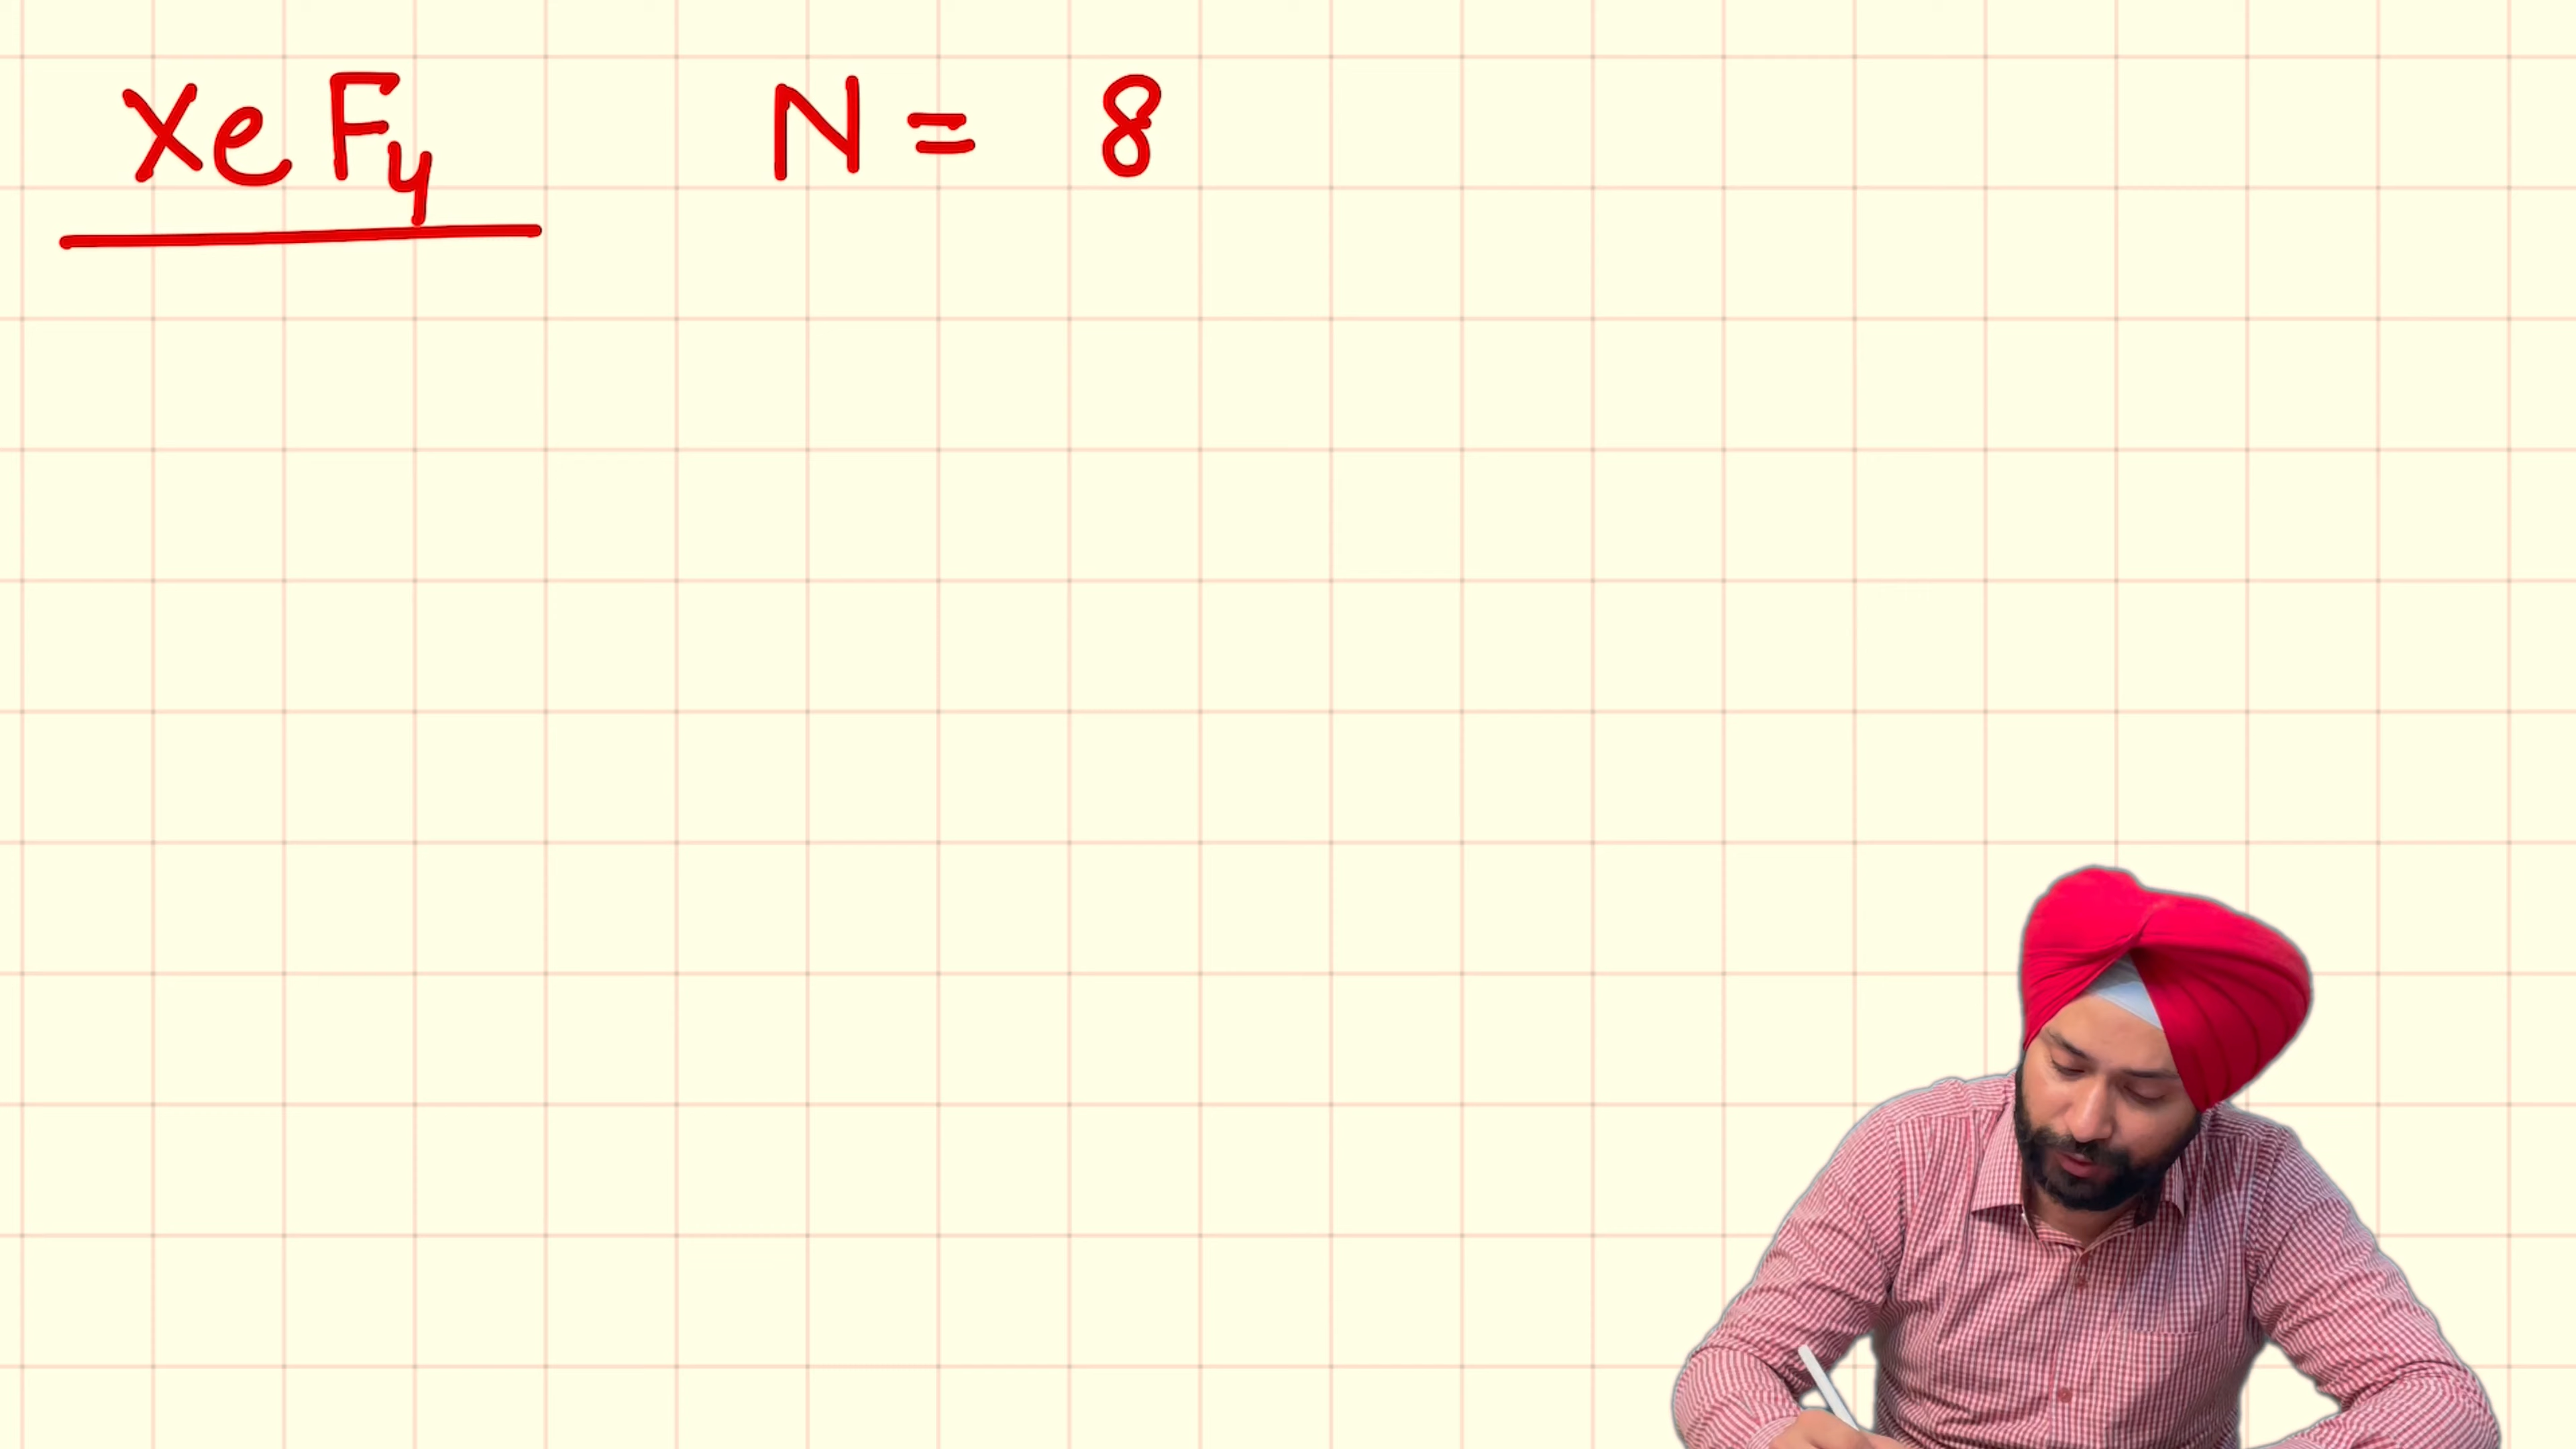 XeF₄ N = 8